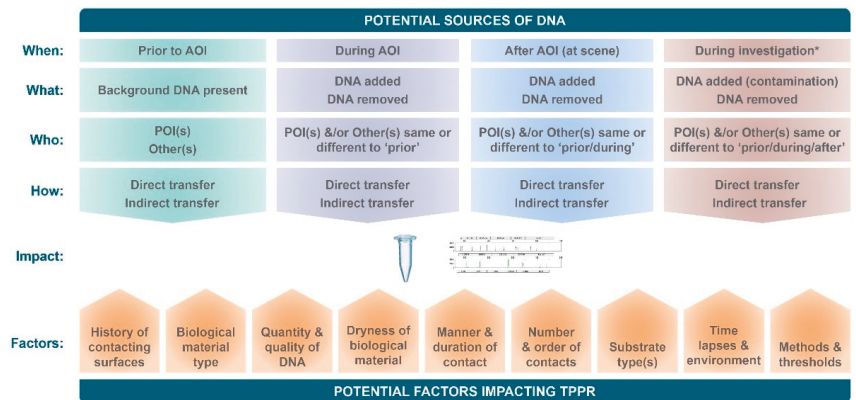 POTENTIAL SOURCES OF DNA
When:
Prior to AOI
During AOI
After AOI (at scene)
During investigation*
What:
Background DNA present
DNA added
DNA removed
DNA added
DNA removed
DNA added (contamination)
DNA removed
Who:
POI(s)
Other(s)
POI(s) &/or Other(s) same or
different to ‘prior’
POI(s) &/or Other(s) same or
different to ‘prior/during’
POI(s) &/or Other(s) same or
different to ‘prior/during/after’
How:
Direct transfer
Indirect transfer
Direct transfer
Indirect transfer
Direct transfer
Indirect transfer
Direct transfer
Indirect transfer
Impact:
Factors:
History of
contacting
surfaces
Biological
material
type
Quantity &
quality of
DNA
Dryness of
biological
material
Manner &
duration of
contact
Number
& order of
contacts
Substrate
type(s)
Time
lapses &
environment
Methods &
thresholds
POTENTIAL FACTORS IMPACTING TPPR